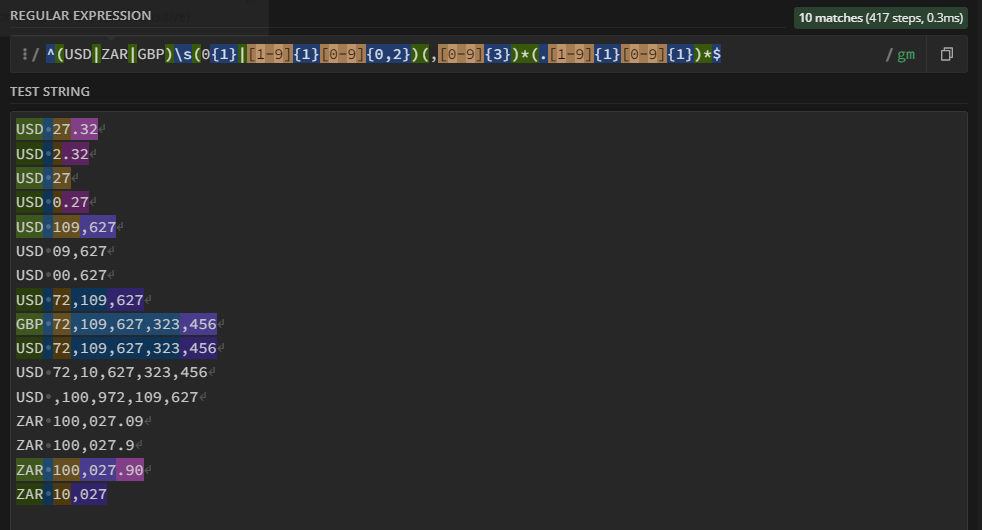 REGULAR EXPRESSION
10 matches (417 steps, 0.3ms)
/ ^(USD|ZAR|GBP)\s(0{1}|[1-9]{1}[0-9]{0,2})(,[0-9]{3})*(.[1-9]{1}[0-9]{1})*$ / gm
TEST STRING
USD 27.32
USD 2.32
USD 27
USD 0.27
USD 109,627
USD 09,627
USD 00.627
USD 72,109,627
GBP 72,109,627,323,456
USD 72,109,627,323,456
USD 72,10,627,323,456
USD ,100,972,109,627
ZAR 100,027.09
ZAR 100,027.9
ZAR 100,027.90
ZAR 10,027